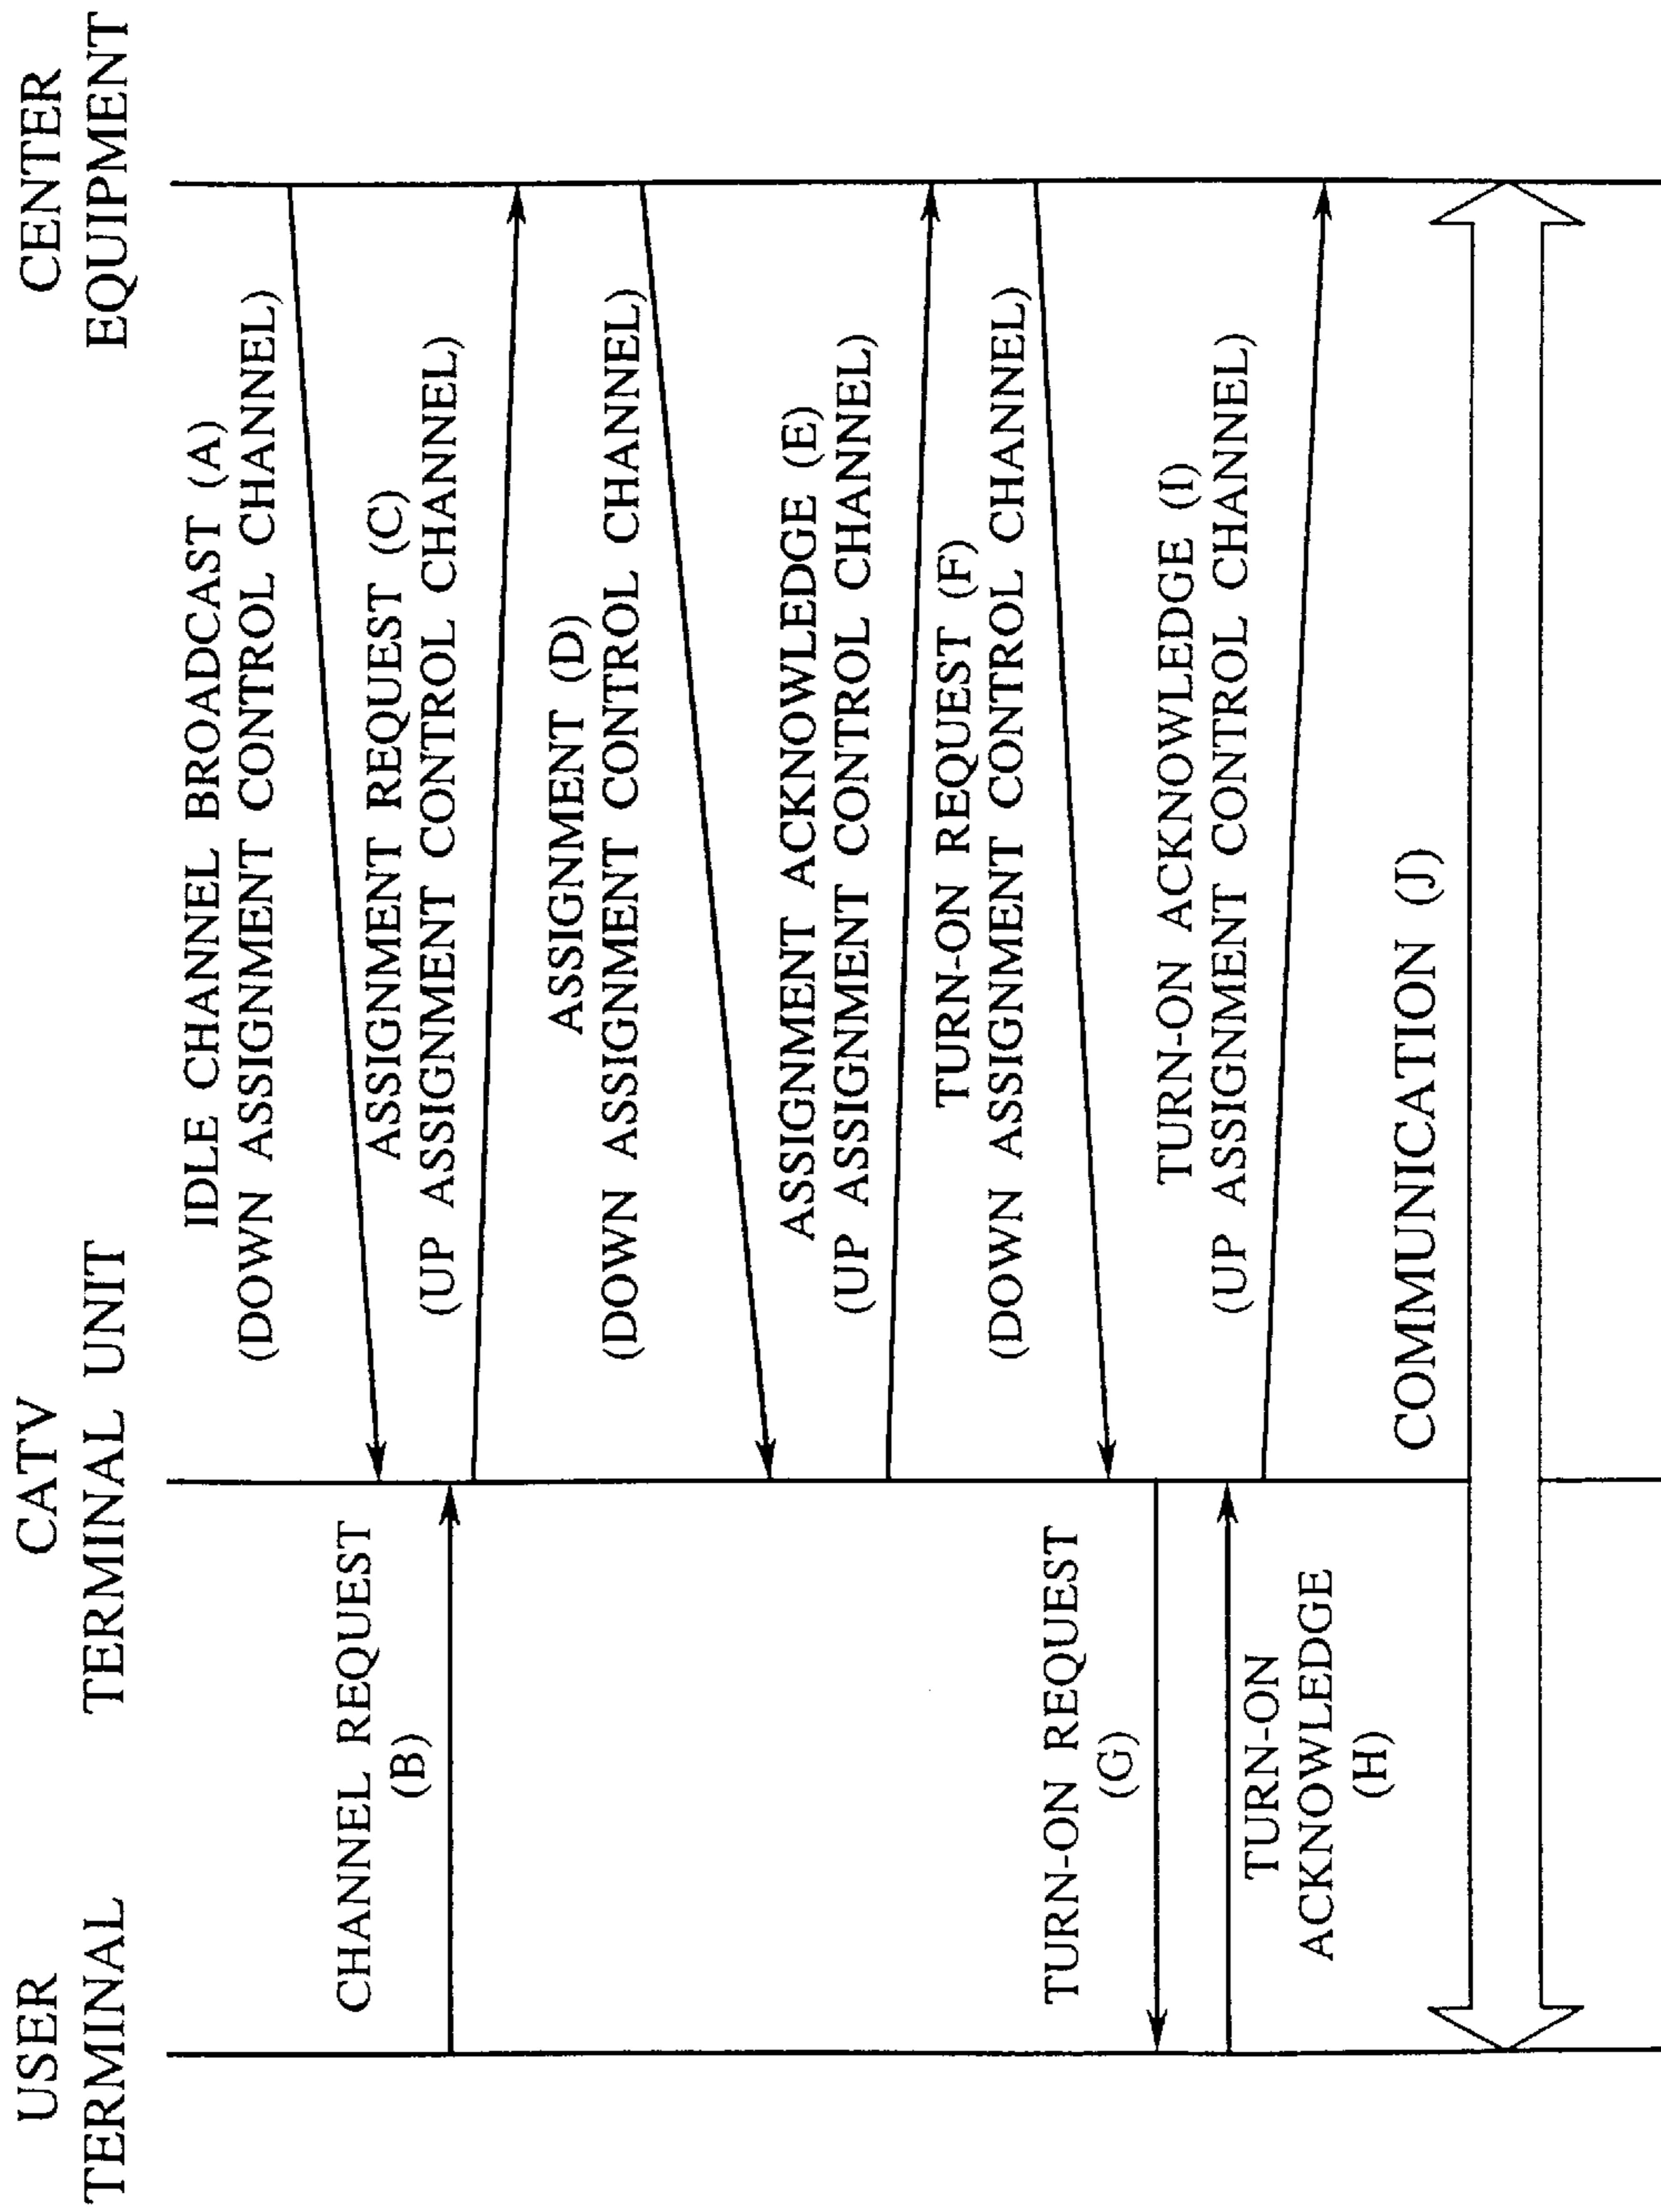 USER
TERMINAL
CATV
TERMINAL UNIT
CENTER
EQUIPMENT
IDLE CHANNEL BROADCAST (A)
(DOWN ASSIGNMENT CONTROL CHANNEL)
CHANNEL REQUEST
(B)
ASSIGNMENT REQUEST (C)
(UP ASSIGNMENT CONTROL CHANNEL)
ASSIGNMENT (D)
(DOWN ASSIGNMENT CONTROL CHANNEL)
ASSIGNMENT ACKNOWLEDGE (E)
(UP ASSIGNMENT CONTROL CHANNEL)
TURN-ON REQUEST (F)
(DOWN ASSIGNMENT CONTROL CHANNEL)
TURN-ON REQUEST
(G)
TURN-ON
ACKNOWLEDGE
(H)
TURN-ON ACKNOWLEDGE (I)
(UP ASSIGNMENT CONTROL CHANNEL)
COMMUNICATION (J)